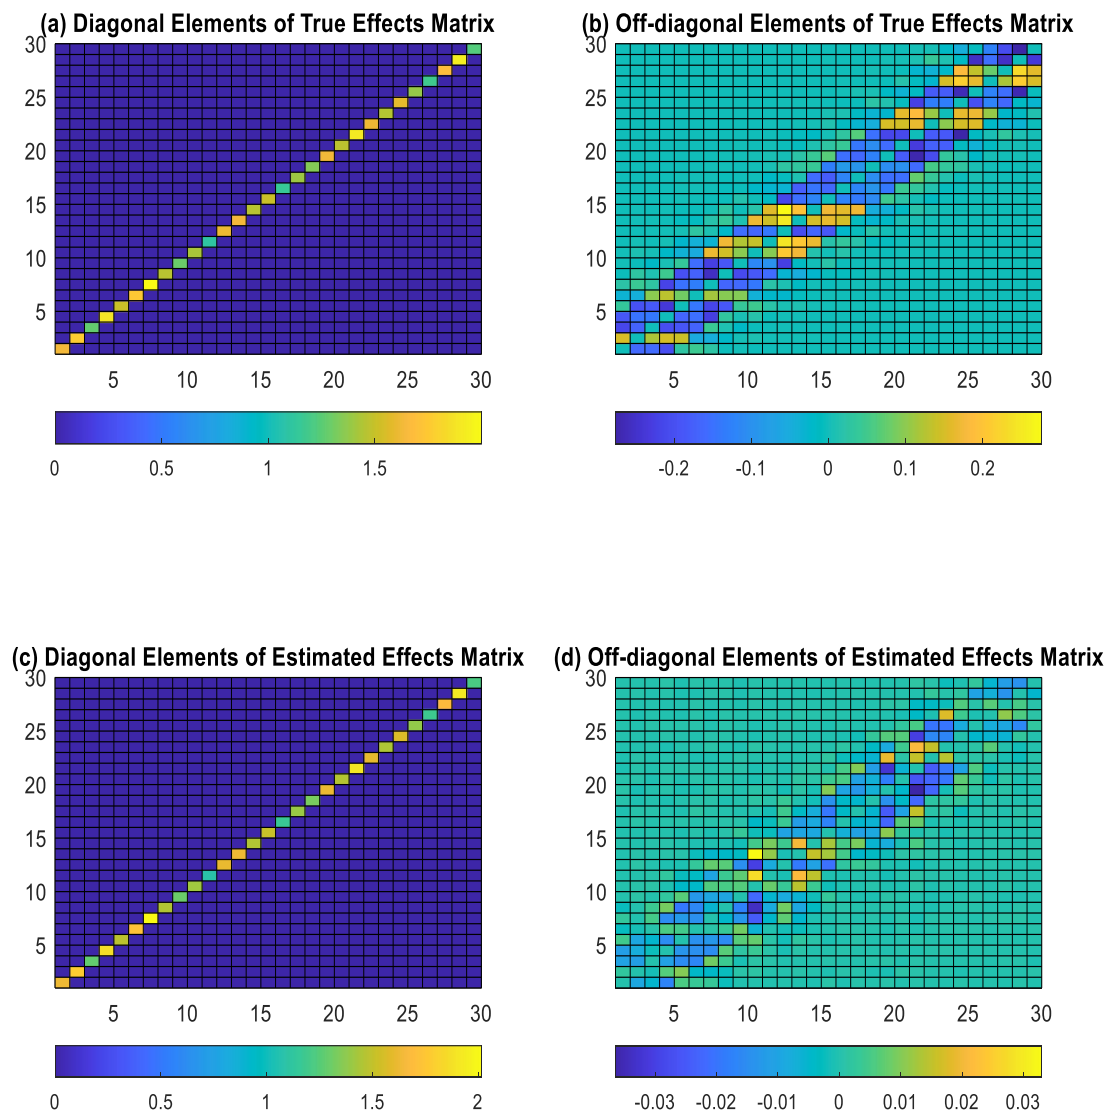 (a) Diagonal Elements of True Effects Matrix
30
25
20
15
10
5
5 10 15 20 25 30
0 0.5 1 1.5
(b) Off-diagonal Elements of True Effects Matrix
30
25
20
15
10
5
5 10 15 20 25 30
-0.2 -0.1 0 0.1 0.2
(c) Diagonal Elements of Estimated Effects Matrix
30
25
20
15
10
5
5 10 15 20 25 30
0 0.5 1 1.5 2
(d) Off-diagonal Elements of Estimated Effects Matrix
30
25
20
15
10
5
5 10 15 20 25 30
-0.03 -0.02 -0.01 0 0.01 0.02 0.03